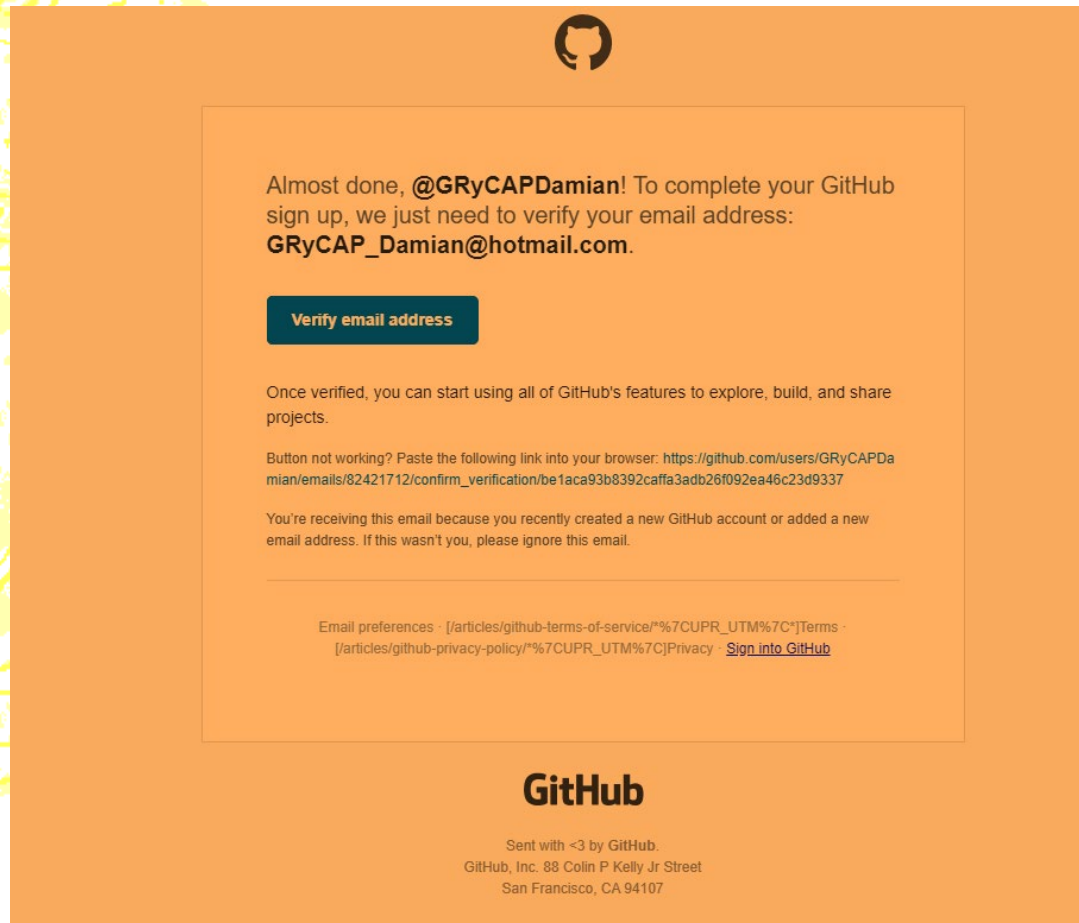 Almost done, @GRyCAPDamian! To complete your GitHub
sign up, we just need to verify your email address:
GRyCAP_Damian@hotmail.com.
Verify email address
Once verified, you can start using all of GitHub's features to explore, build, and share
projects.
Button not working? Paste the following link into your browser: https://github.com/users/GRyCAPDa
mian/emails/82421712/confirm_verification/be1aca93b8392caffa3adb26f092ea46c23d9337
You’re receiving this email because you recently created a new GitHub account or added a new
email address. If this wasn’t you, please ignore this email.
Email preferences · [/articles/github-terms-of-service/*%7CUPR_UTM%7C*]Terms ·
[/articles/github-privacy-policy/*%7CUPR_UTM%7C]Privacy · Sign into GitHub
GitHub
Sent with <3 by GitHub.
GitHub, Inc. 88 Colin P Kelly Jr Street
San Francisco, CA 94107